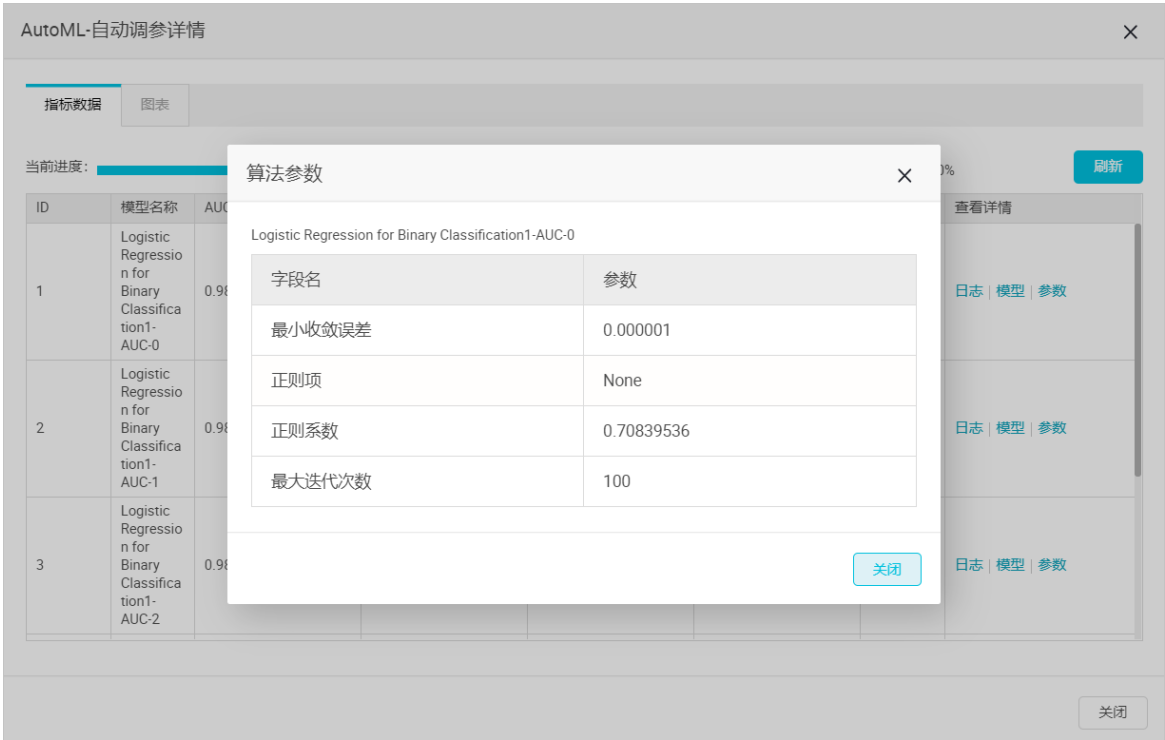 AutoML-自动调参详情
指标数据
图表
当前进度：
刷新
ID
模型名称
查看详情
1
Logistic
Regressio
n for
Binary
Classifica
tion1-
AUC-0
日志 | 模型 | 参数
2
Logistic
Regressio
n for
Binary
Classifica
tion1-
AUC-1
日志 | 模型 | 参数
3
Logistic
Regressio
n for
Binary
Classifica
tion1-
AUC-2
日志 | 模型 | 参数
算法参数
Logistic Regression for Binary Classification1-AUC-0
字段名 参数
最小收敛误差 0.000001
正则项 None
正则系数 0.70839536
最大迭代次数 100
关闭
关闭